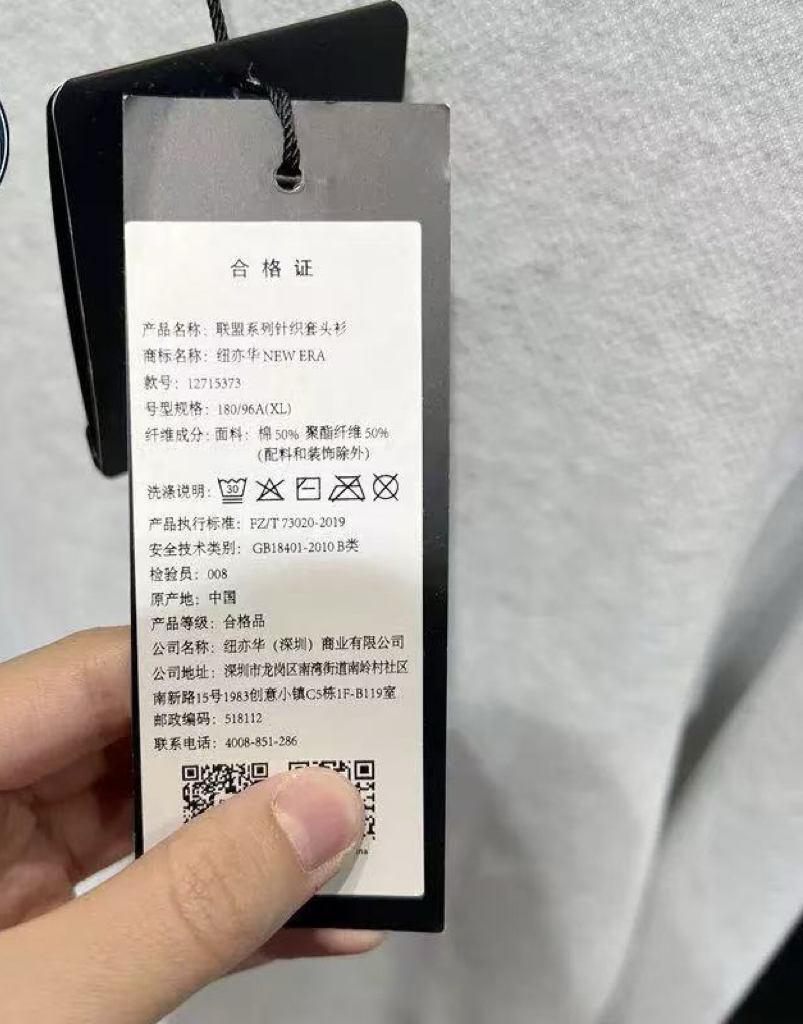 合格证
产品名称：联盟系列针织套头衫
商标名称：纽亦华 NEW ERA
款号：12715373
号型规格：180/96A(XL)
纤维成分：面料：棉50% 聚酯纤维50%
(配料和装饰除外)
洗涤说明：30
产品执行标准：FZ/T 73020-2019
安全技术类别：GB18401-2010 B类
检验员：008
原产地：中国
产品等级：合格品
公司名称：纽亦华（深圳）商业有限公司
公司地址：深圳市龙岗区南湾街道南岭村社区
南新路15号1983创意小镇C5栋1F-B119室
邮政编码：518112
联系电话：4008-851-286